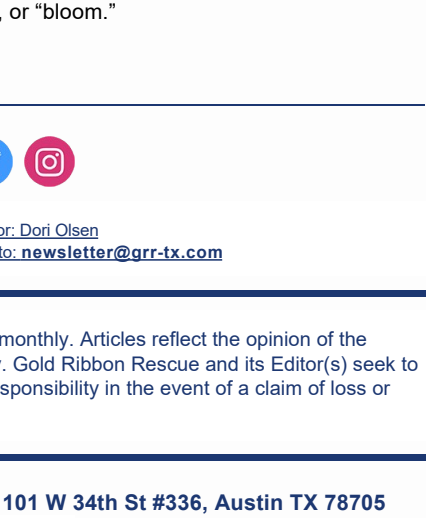 , or “bloom.”
or: Dori Olsen
to: newsletter@grr-tx.com
monthly. Articles reflect the opinion of the
. Gold Ribbon Rescue and its Editor(s) seek to
sponsibility in the event of a claim of loss or
101 W 34th St #336, Austin TX 78705